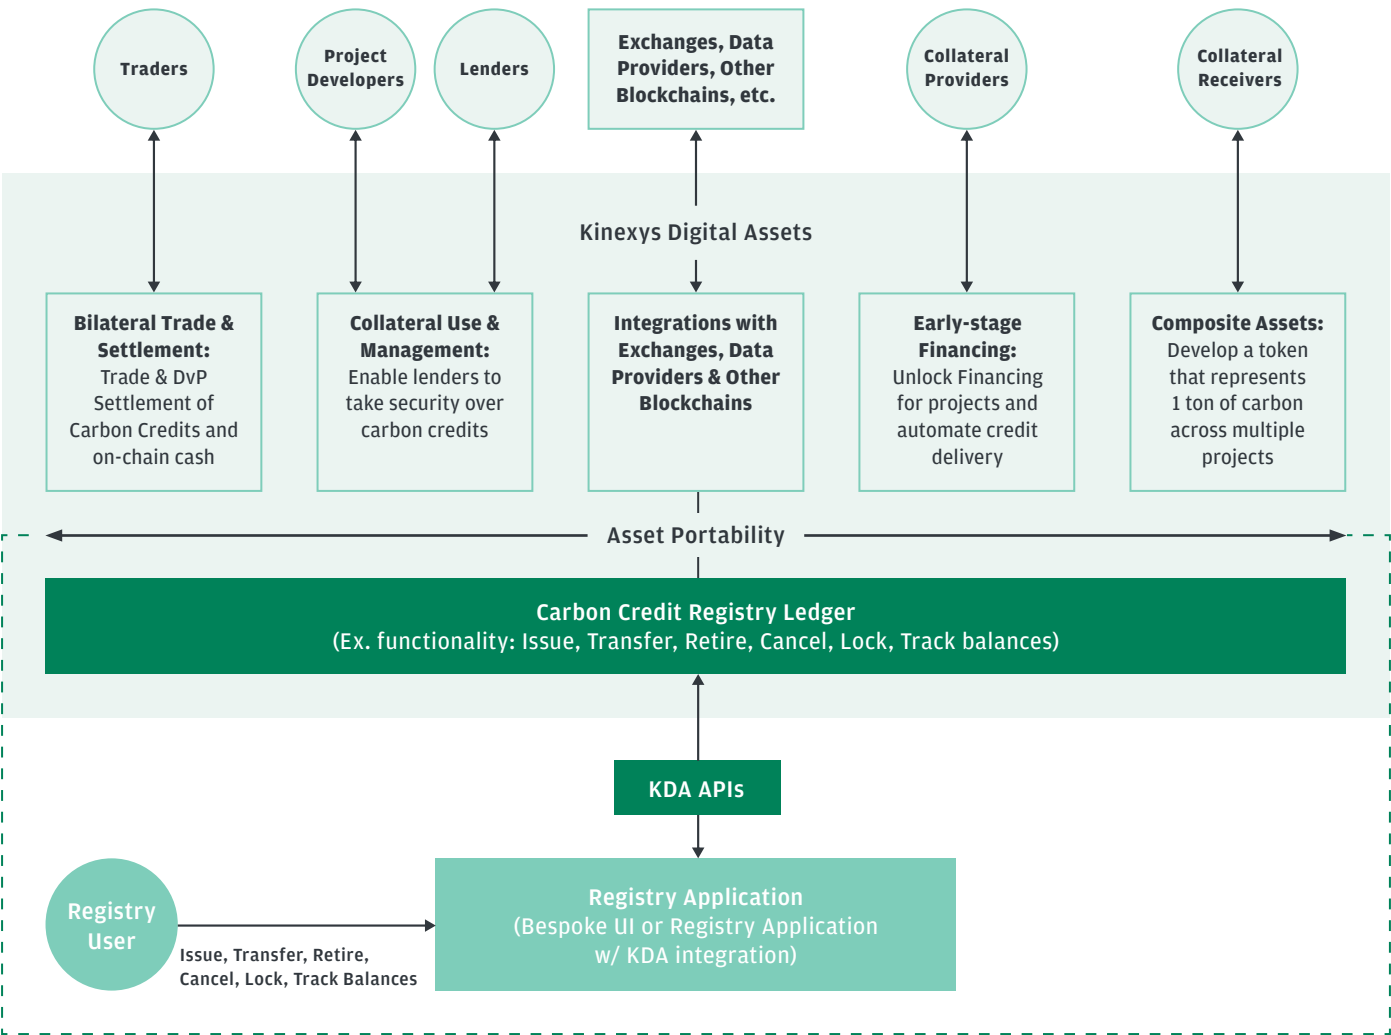 Traders
Project
Developers
Lenders
Exchanges, Data
Providers, Other
Blockchains, etc.
Collateral
Providers
Collateral
Receivers
Kinexys Digital Assets
Bilateral Trade &
Settlement:
Trade & DvP
Settlement of
Carbon Credits and
on-chain cash
Collateral Use &
Management:
Enable lenders to
take security over
carbon credits
Integrations with
Exchanges, Data
Providers & Other
Blockchains
Early-stage
Financing:
Unlock Financing
for projects and
automate credit
delivery
Composite Assets:
Develop a token
that represents
1 ton of carbon
across multiple
projects
Asset Portability
Carbon Credit Registry Ledger
(Ex. functionality: Issue, Transfer, Retire, Cancel, Lock, Track balances)
KDA APIs
Registry
User
Issue, Transfer, Retire,
Cancel, Lock, Track Balances
Registry Application
(Bespoke UI or Registry Application
w/ KDA integration)